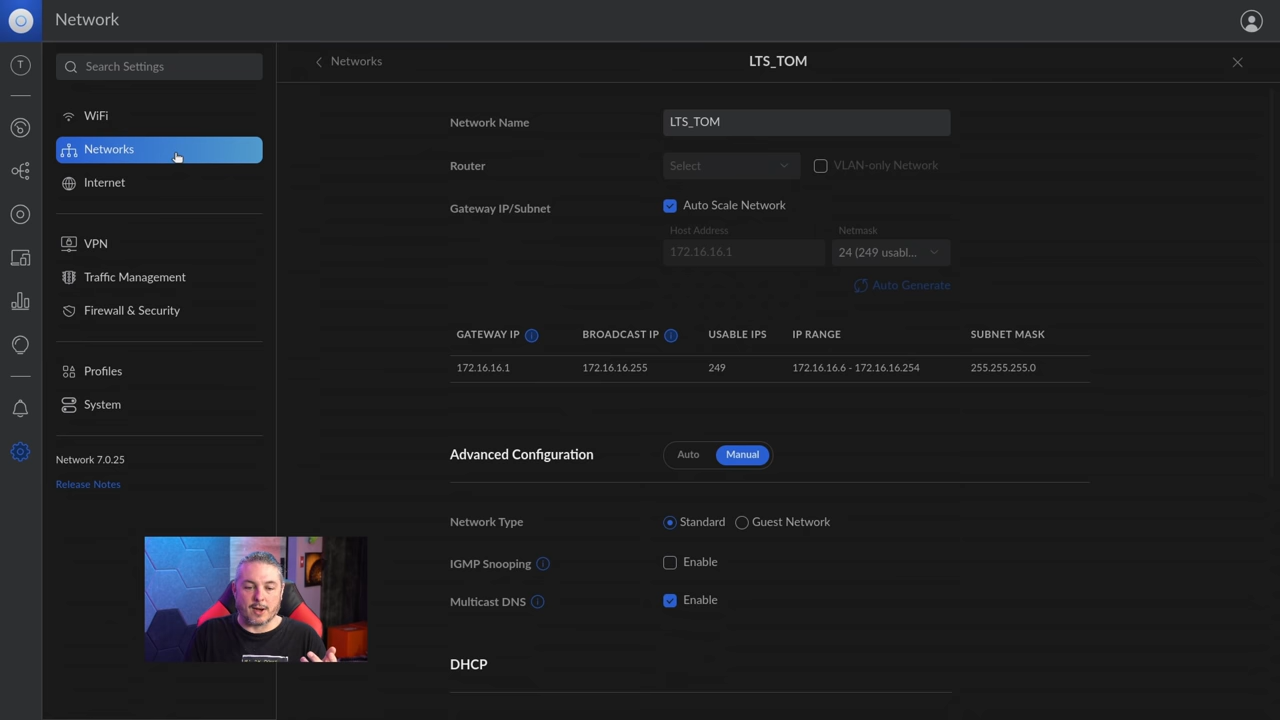 Network
T
Search Settings
WiFi
Networks
Internet
VPN
Traffic Management
Firewall & Security
Profiles
System
Network 7.0.25
Release Notes
Networks
LTS_TOM
Network Name
LTS_TOM
Router
Select
VLAN-only Network
Gateway IP/Subnet
Auto Scale Network
Host Address
Netmask
172.16.16.1
24 (249 usabl...
Auto Generate
GATEWAY IP BROADCAST IP USABLE IPS IP RANGE SUBNET MASK
172.16.16.1 172.16.16.255 249 172.16.16.6 - 172.16.16.254 255.255.255.0
Advanced Configuration
Auto
Manual
Network Type
Standard
Guest Network
IGMP Snooping
Enable
Multicast DNS
Enable
DHCP